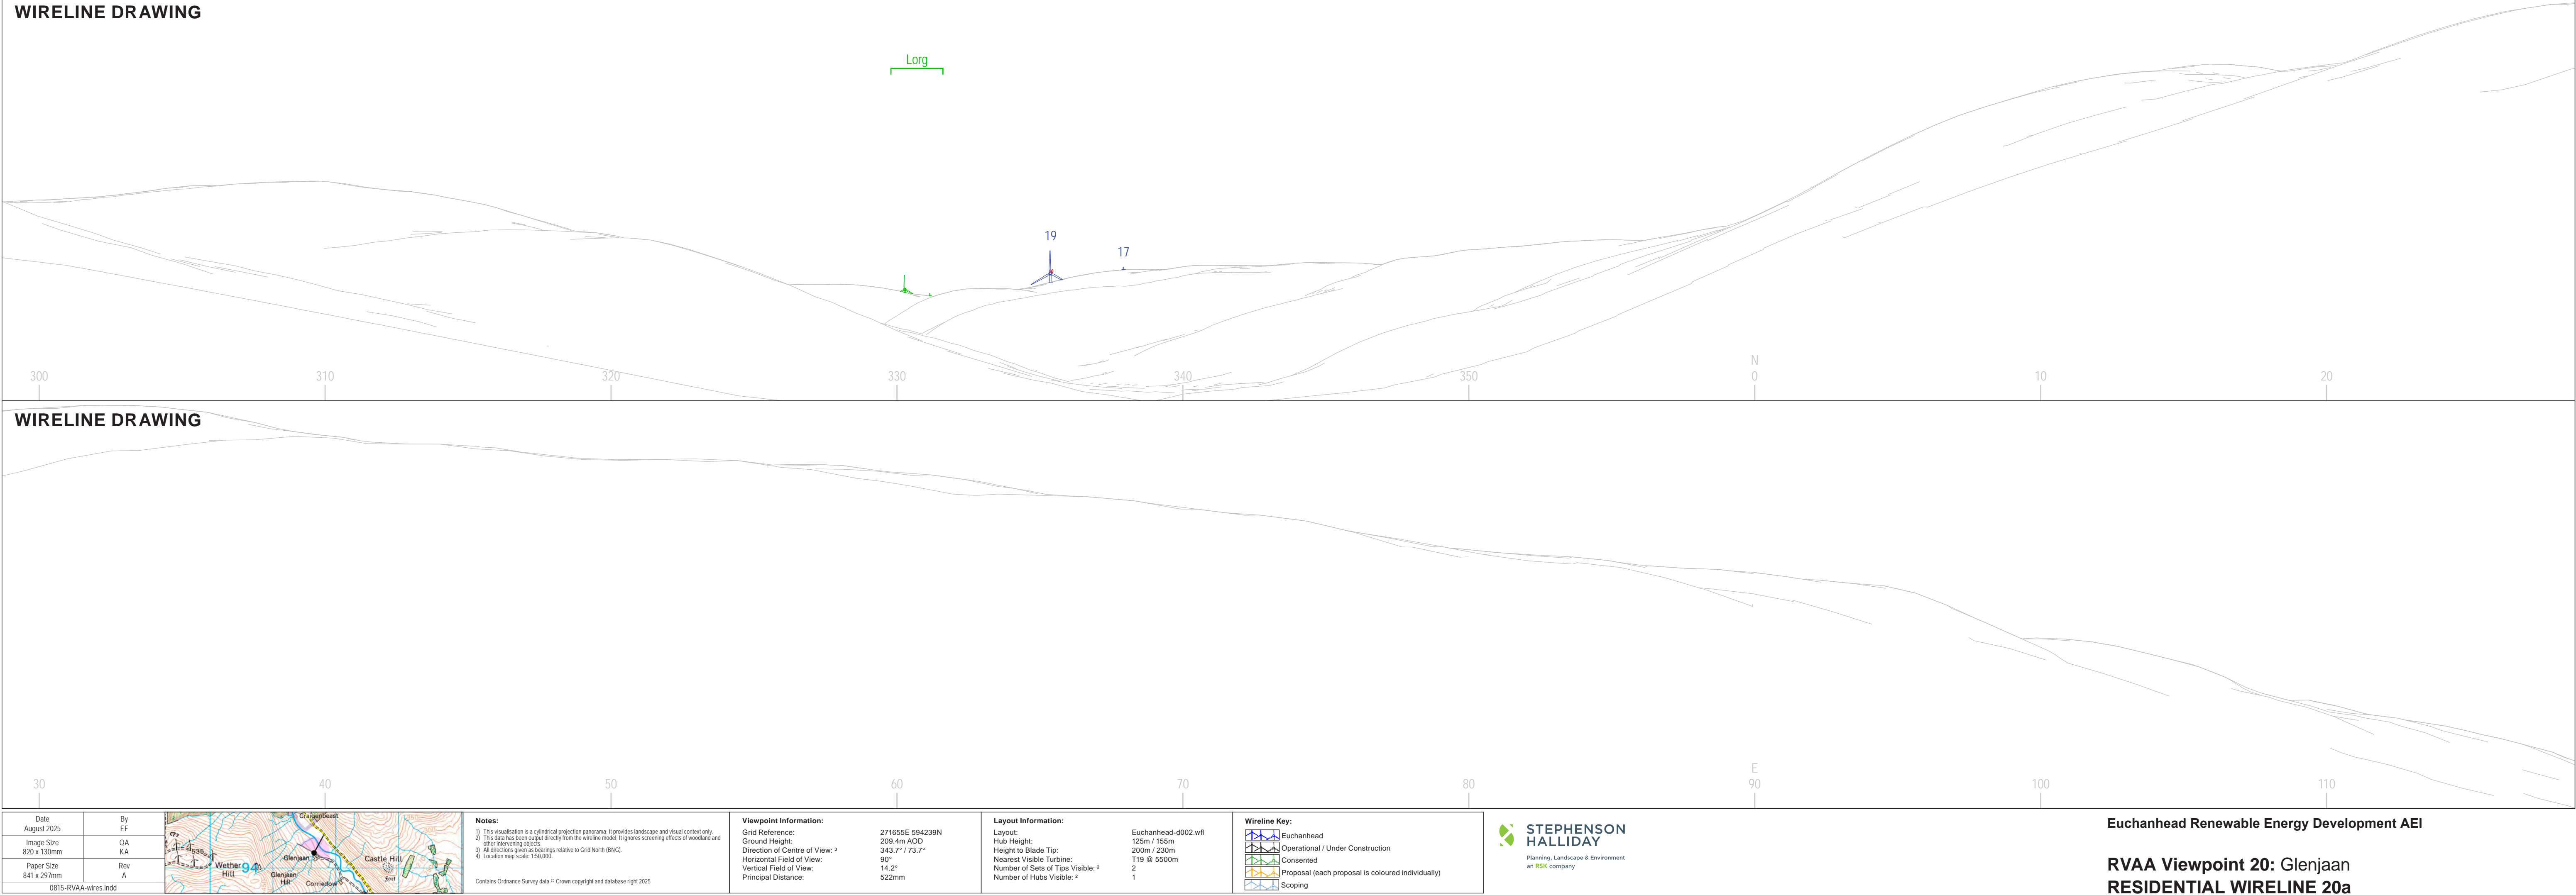 WIRELINE DRAWING
Lorg
19
17
N
300 310 320 330 340 350 0 10 20
WIRELINE DRAWING
E
30 40 50 60 70 80 90 100 110
Date
August 2025
By
EF
Image Size
820 x 130mm
QA
KA
Paper Size
841 x 297mm
Rev
A
0815-RVAA-wires.indd
Craigenbeast
535
Wether
Hill
94
Glenjaan
Glenjaan
Hill
Castle Hill
Fort
Notes:
1) This visualisation is a cylindrical projection panorama: It provides landscape and visual context only.
2) This data has been output directly from the wireline model: It ignores screening effects of woodland and
other intervening objects.
3) All directions given as bearings relative to Grid North (BNG).
4) Location map scale: 1:50,000.
Contains Ordnance Survey data © Crown copyright and database right 2025
Viewpoint Information:
Grid Reference: 271655E 594239N
Ground Height: 209.4m AOD
Direction of Centre of View: ³ 343.7° / 73.7°
Horizontal Field of View: 90°
Vertical Field of View: 14.2°
Principal Distance: 522mm
Layout Information:
Layout: Euchanhead-d002.wfl
Hub Height: 125m / 155m
Height to Blade Tip: 200m / 230m
Nearest Visible Turbine: T19 @ 5500m
Number of Sets of Tips Visible: ² 2
Number of Hubs Visible: ² 1
Wireline Key:
Euchanhead
Operational / Under Construction
Consented
Proposal (each proposal is coloured individually)
Scoping
STEPHENSON
HALLIDAY
Planning, Landscape & Environment
an RSK company
Euchanhead Renewable Energy Development AEI
RVAA Viewpoint 20: Glenjaan
RESIDENTIAL WIRELINE 20a